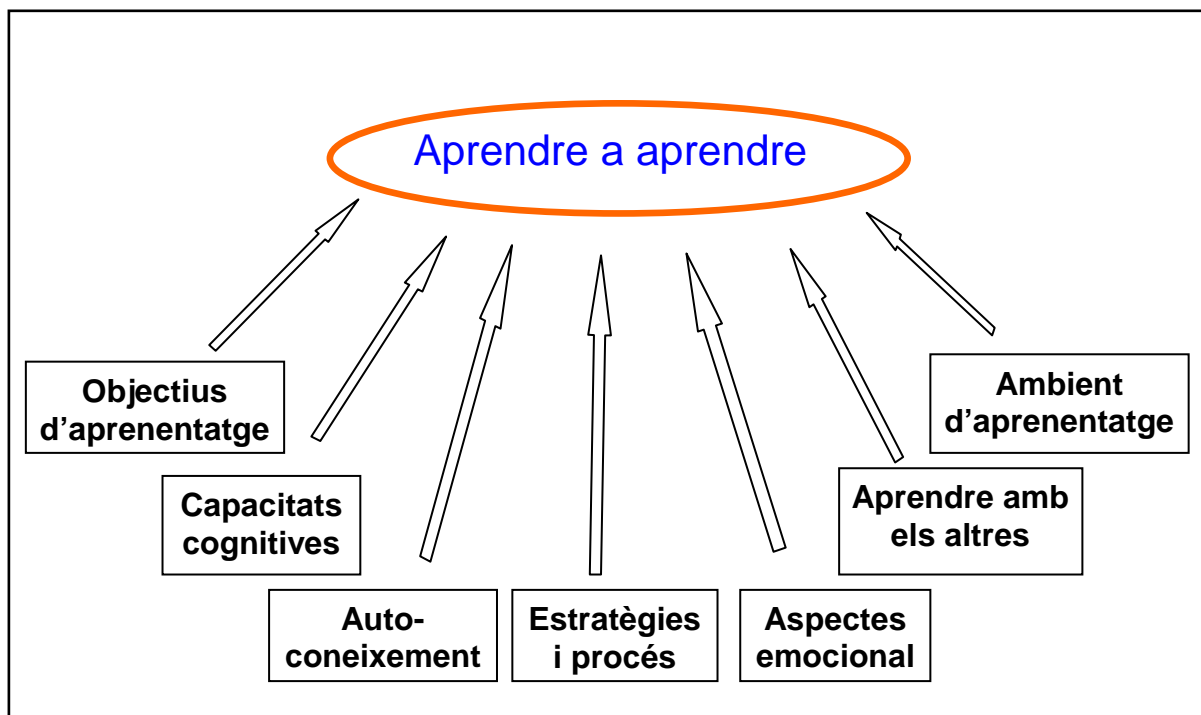 Aprendre a aprendre
Objectius
d’aprenentatge
Capacitats
cognitives
Auto-
coneixement
Estratègies
i procés
Aspectes
emocional
Aprendre amb
els altres
Ambient
d’aprenentatge